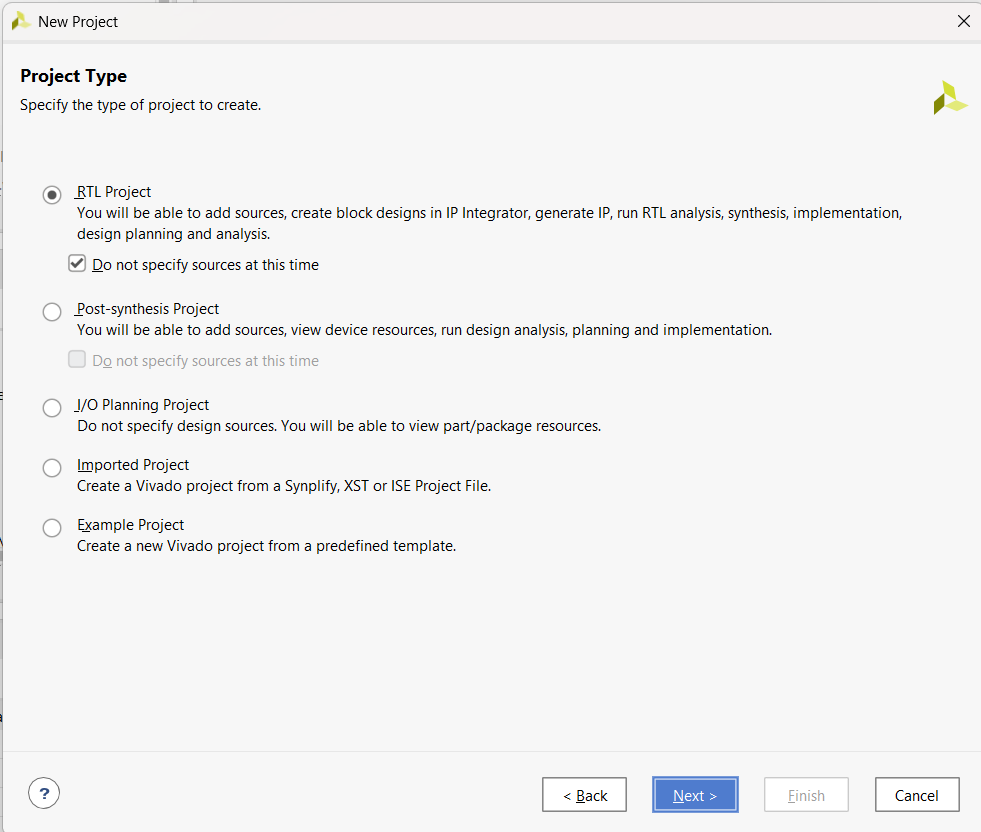 New Project
Project Type
Specify the type of project to create.
RTL Project
You will be able to add sources, create block designs in IP Integrator, generate IP, run RTL analysis, synthesis, implementation,
design planning and analysis.
Do not specify sources at this time
Post-synthesis Project
You will be able to add sources, view device resources, run design analysis, planning and implementation.
Do not specify sources at this time
I/O Planning Project
Do not specify design sources. You will be able to view part/package resources.
Imported Project
Create a Vivado project from a Synplify, XST or ISE Project File.
Example Project
Create a new Vivado project from a predefined template.
? < Back Next > Finish Cancel